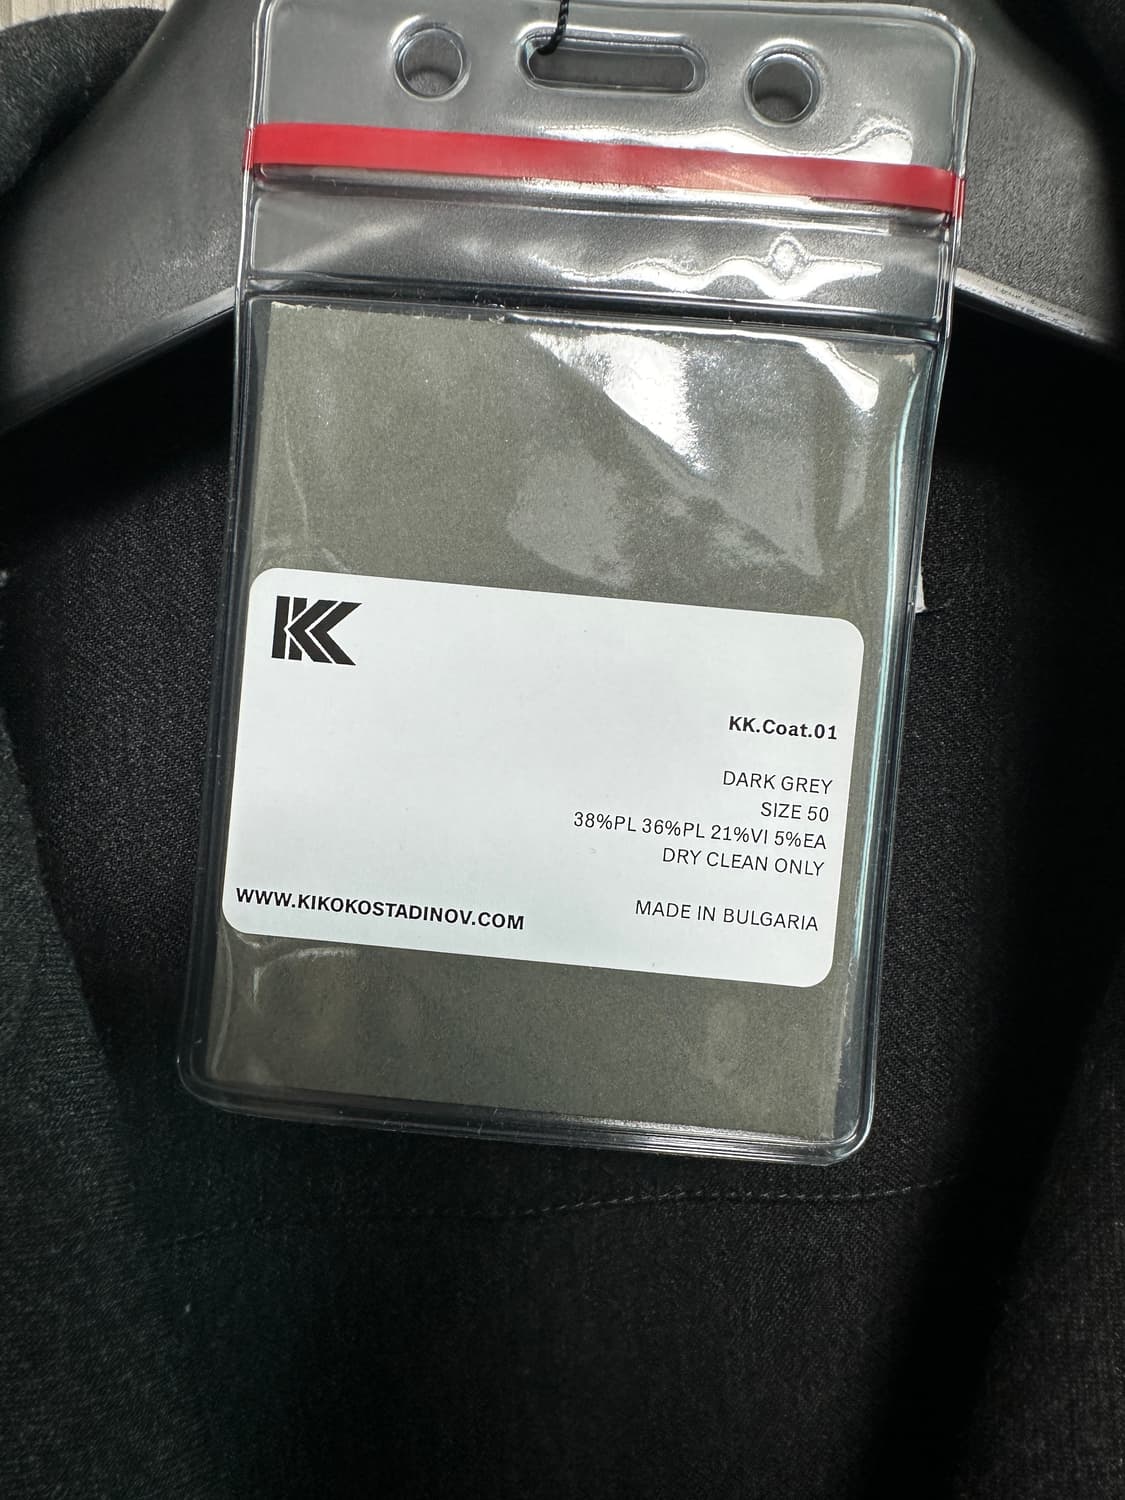 KK
KK.Coat.01
DARK GREY
SIZE 50
38%PL 36%PL 21%VI 5%EA
DRY CLEAN ONLY
WWW.KIKOKOSTADINOV.COM
MADE IN BULGARIA